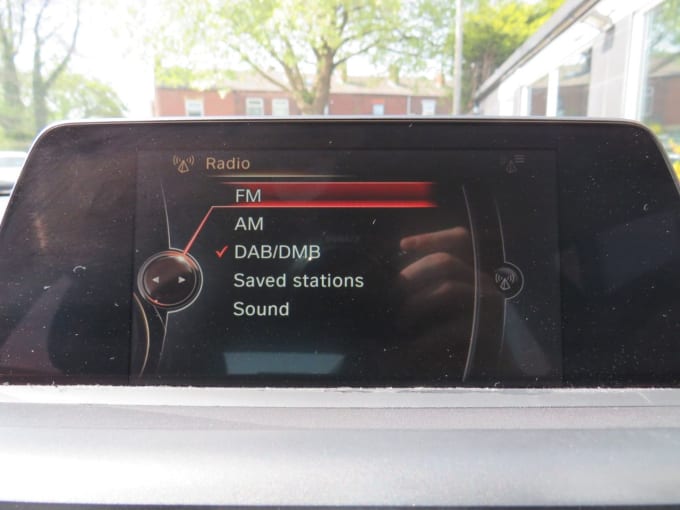 Radio
FM
AM
DAB/DMB
Saved stations
Sound